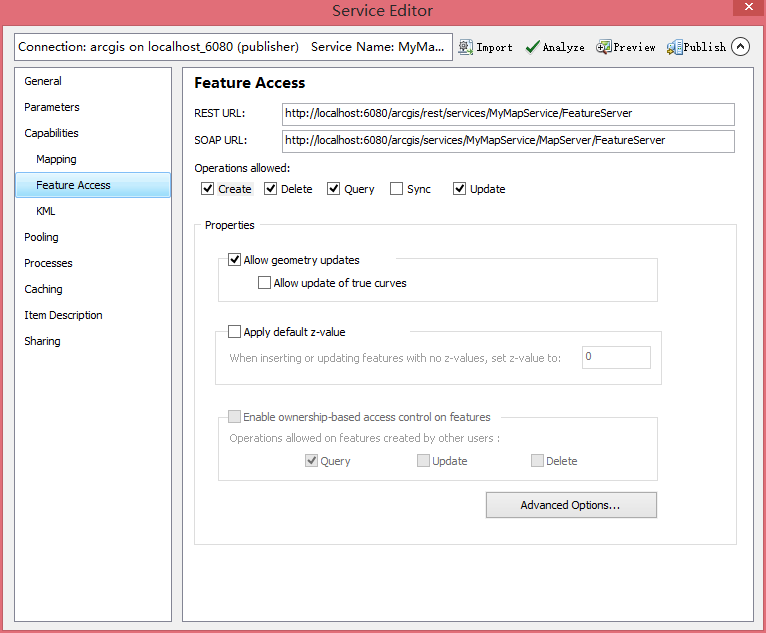 Service Editor
Connection: arcgis on localhost_6080 (publisher) Service Name: MyMa... Import Analyze Preview Publish
General
Parameters
Capabilities
Mapping
Feature Access
KML
Pooling
Processes
Caching
Item Description
Sharing
Feature Access
REST URL: http://localhost:6080/arcgis/rest/services/MyMapService/FeatureServer
SOAP URL: http://localhost:6080/arcgis/services/MyMapService/MapServer/FeatureServer
Operations allowed:
Create Delete Query Sync Update
Properties
Allow geometry updates
Allow update of true curves
Apply default z-value
When inserting or updating features with no z-values, set z-value to: 0
Enable ownership-based access control on features
Operations allowed on features created by other users :
Query Update Delete
Advanced Options...